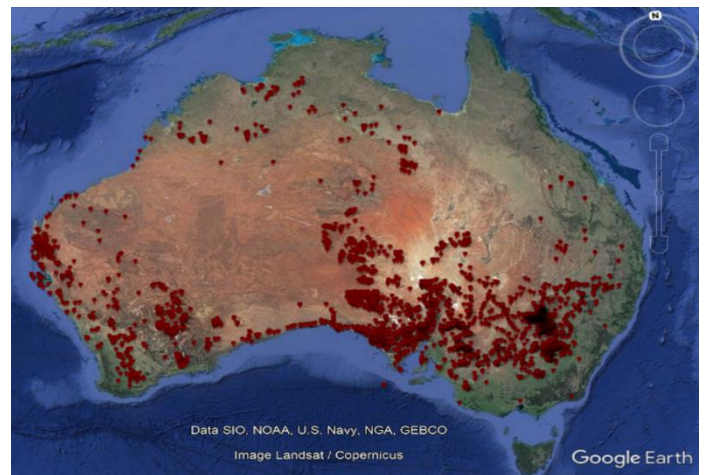 N
Data SIO, NOAA, U.S. Navy, NGA, GEBCO
Image Landsat / Copernicus
Google Earth